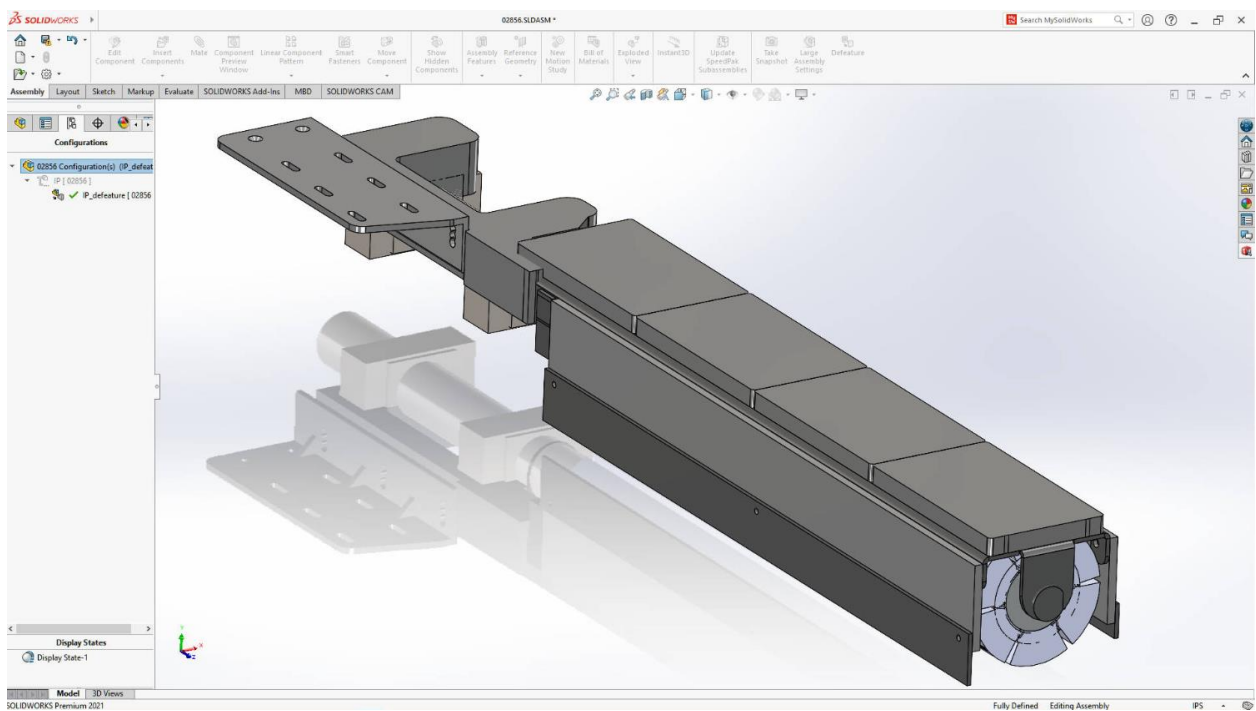 SOLIDWORKS
02856.SLDASM *
Search MySolidWorks
Edit Component
Insert Components
Mate
Component Preview Window
Linear Component Pattern
Smart Fasteners
Move Component
Show Hidden Components
Assembly Features
Reference Geometry
New Motion Study
Bill of Materials
Exploded View
Instant3D
Update SpeedPak Subassemblies
Take Snapshot
Large Assembly Settings
Defeature
Assembly Layout Sketch Markup Evaluate SOLIDWORKS Add-Ins MBD SOLIDWORKS CAM
Configurations
02856 Configuration(s) (IP_defeat
IP [ 02856 ]
IP_defeature [ 02856
Display States
Display State-1
Model 3D Views
SOLIDWORKS Premium 2021
Fully Defined Editing Assembly IPS